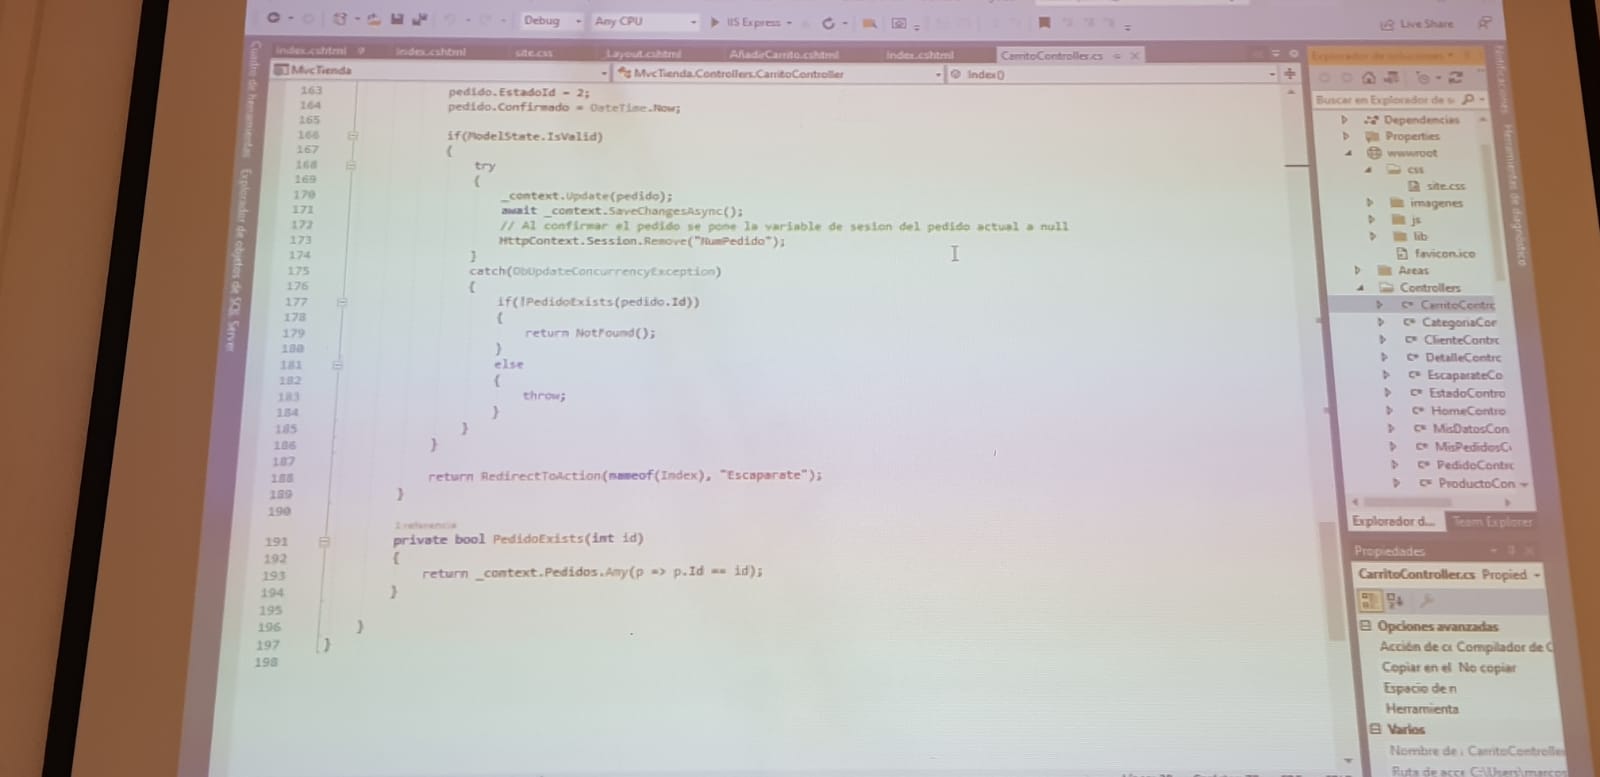 Debug
Any CPU
IIS Express
Live Share
Index.cshtml
Index.cshtml
site.css
_Layout.cshtml
AñadirCarrito.cshtml
Index.cshtml
CarritoController.cs
MvcTienda
MvcTienda.Controllers.CarritoController
Index()
Cuadro de herramientas
Explorador de objetos de SQL Server
163 pedido.EstadoId = 2;
164 pedido.Confirmado = DateTime.Now;
165
166 if(ModelState.IsValid)
167 {
168 try
169 {
170 _context.Update(pedido);
171 await _context.SaveChangesAsync();
172 // Al confirmar el pedido se pone la variable de sesion del pedido actual a null
173 HttpContext.Session.Remove("NumPedido");
174 }
175 catch(DbUpdateConcurrencyException)
176 {
177 if(!PedidoExists(pedido.Id))
178 {
179 return NotFound();
180 }
181 else
182 {
183 throw;
184 }
185 }
186 }
187
188 return RedirectToAction(nameof(Index), "Escaparate");
189 }
190
1 referencia
191 private bool PedidoExists(int id)
192 {
193 return _context.Pedidos.Any(p => p.Id == id);
194 }
195
196 }
197 }
198
Explorador de soluciones
Buscar en Explorador de s
Dependencias
Properties
wwwroot
css
site.css
imagenes
js
lib
favicon.ico
Areas
Controllers
CarritoContrc
CategoriaCor
ClienteContrc
DetalleContrc
EscaparateCo
EstadoContro
HomeContro
MisDatosCon
MisPedidosC
PedidoContrc
ProductoCon
Explorador d...
Team Explorer
Propiedades
CarritoController.cs Propied
Opciones avanzadas
Acción de c Compilador de C
Copiar en el No copiar
Espacio de n
Herramienta
Varios
Nombre de CarritoController
Ruta de acce C:\Users\marcos
Notificaciones
Herramientas de diagnóstico